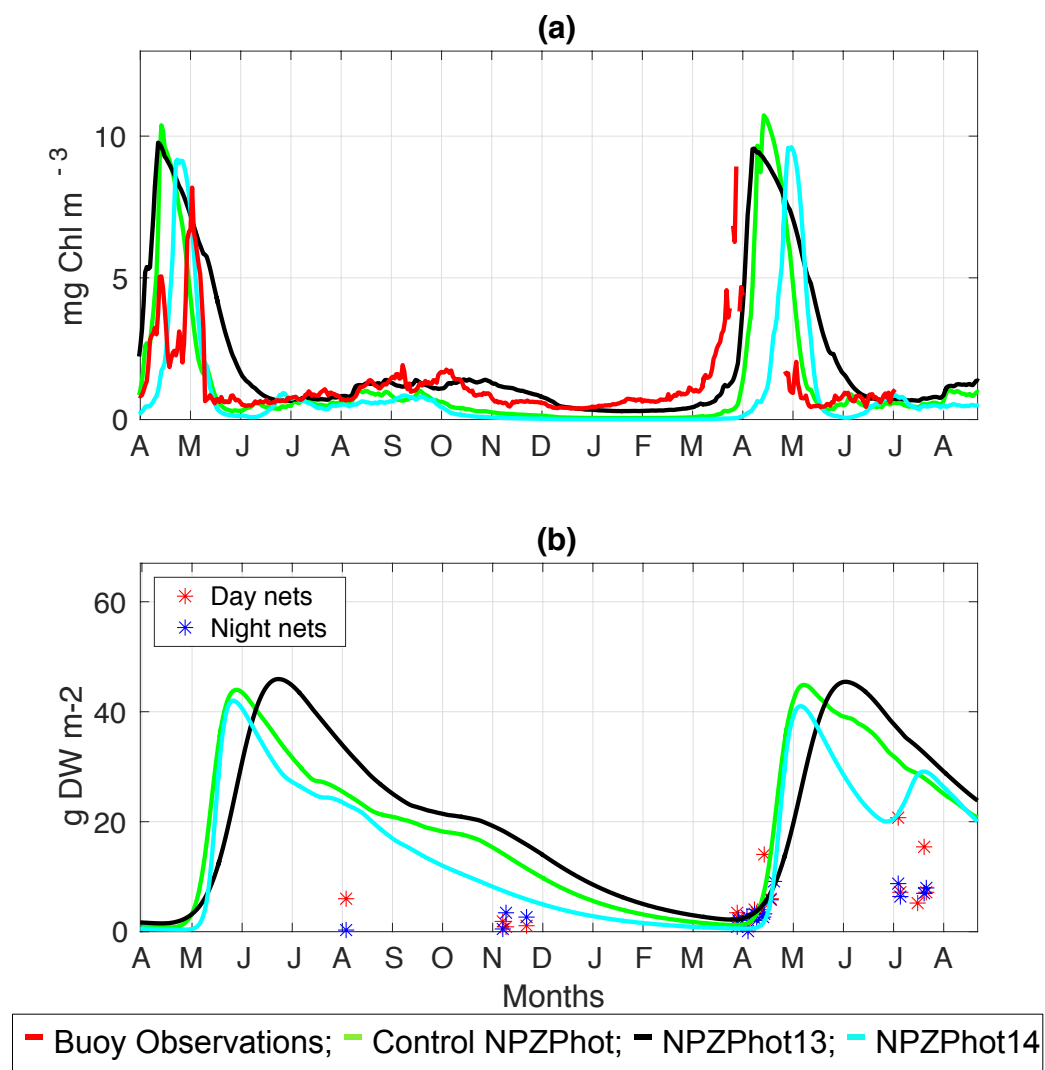 (a)
mg Chl m -3
10
5
0
A M J J A S O N D J F M A M J J A
(b)
g DW m-2
60
40
20
0
Day nets
Night nets
A M J J A S O N D J F M A M J J A
Months
Buoy Observations; Control NPZPhot; NPZPhot13; NPZPhot14